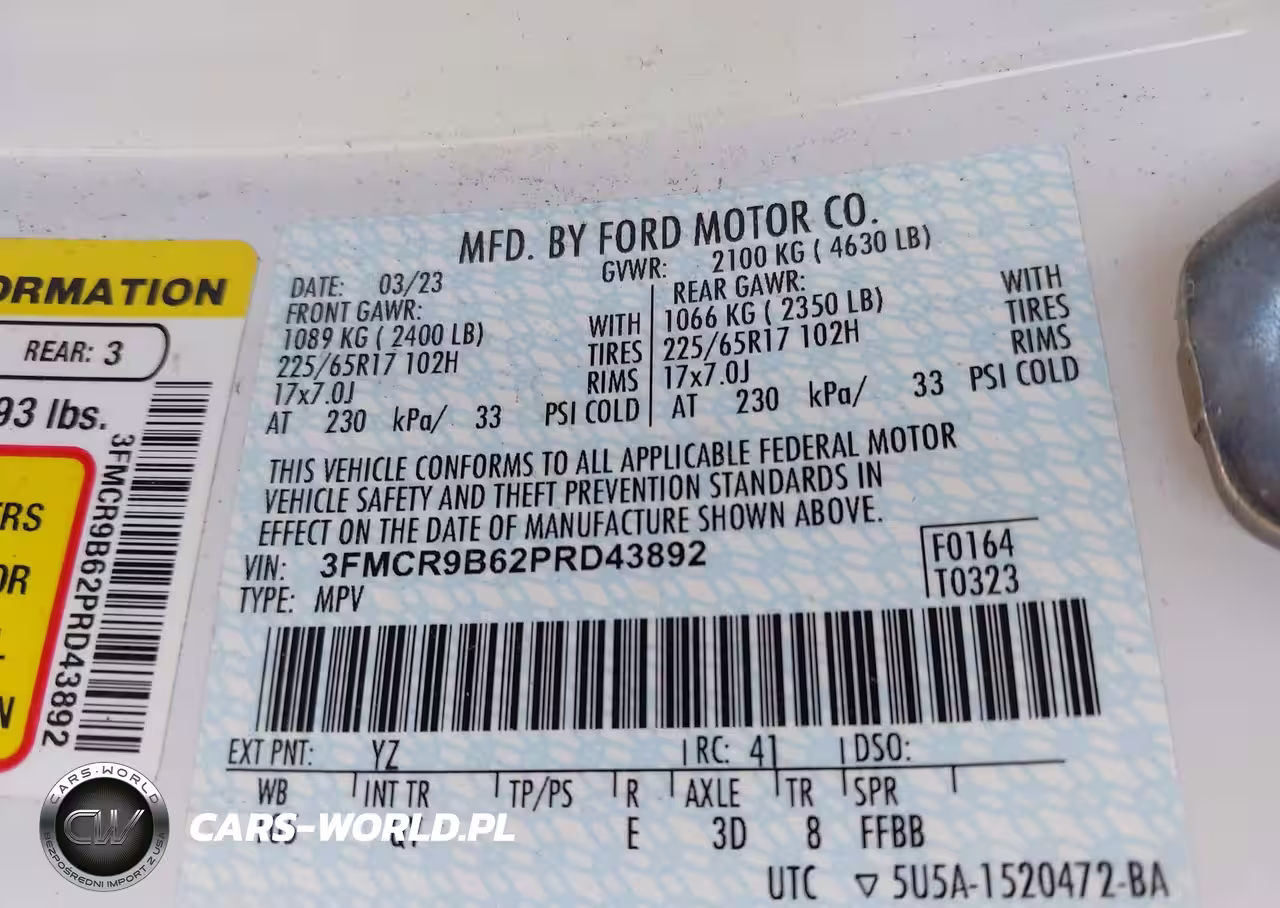 ORMATION
REAR: 3
93 lbs.
3FMCR9B62PRD43892
RS
OR
N
MFD. BY FORD MOTOR CO.
DATE: 03/23 GVWR: 2100 KG ( 4630 LB)
FRONT GAWR: REAR GAWR:
1089 KG ( 2400 LB) WITH 1066 KG ( 2350 LB) WITH
225/65R17 102H TIRES 225/65R17 102H TIRES
17x7.0J RIMS 17x7.0J RIMS
AT 230 kPa/ 33 PSI COLD AT 230 kPa/ 33 PSI COLD
THIS VEHICLE CONFORMS TO ALL APPLICABLE FEDERAL MOTOR
VEHICLE SAFETY AND THEFT PREVENTION STANDARDS IN
EFFECT ON THE DATE OF MANUFACTURE SHOWN ABOVE.
VIN: 3FMCR9B62PRD43892
TYPE: MPV
F0164
T0323
EXT PNT: YZ RC: 41 DSO:
WB INT TR TP/PS R AXLE TR SPR
E 3D 8 FFBB
UTC ▽ 5U5A-1520472-BA
CARS-WORLD
CW
BEZPOŚREDNI IMPORT Z USA
CARS-WORLD.PL